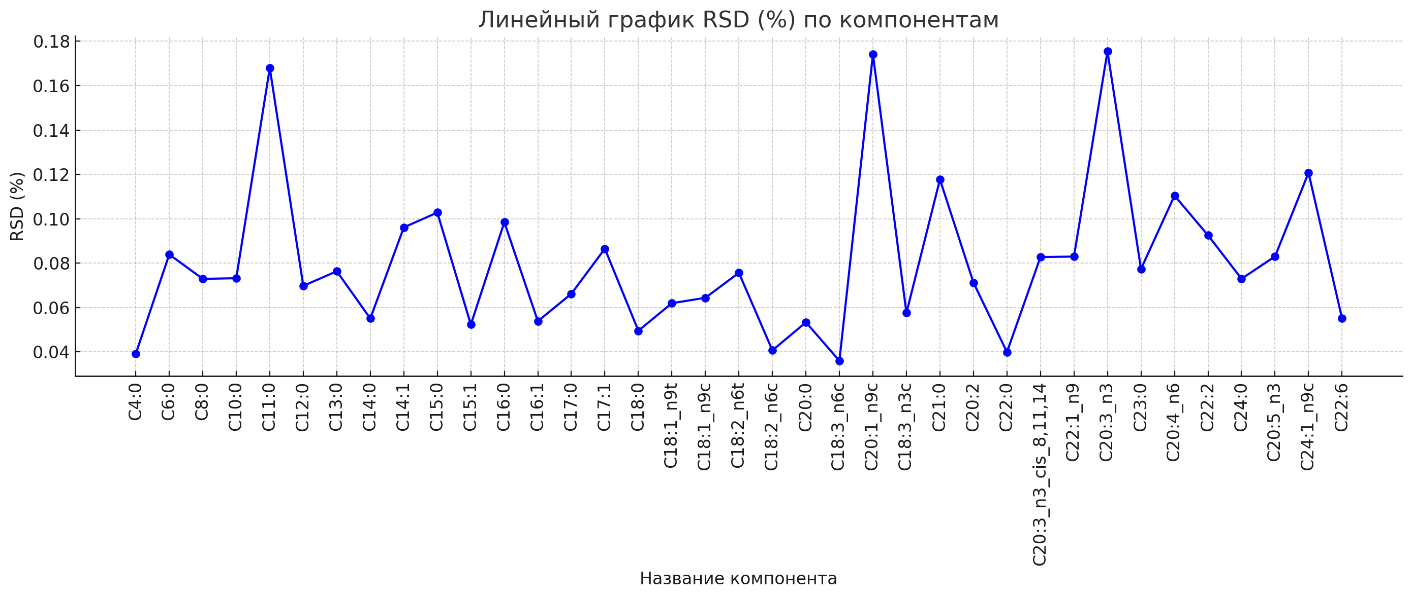 Линейный график RSD (%) по компонентам
RSD (%)
0.18
0.16
0.14
0.12
0.10
0.08
0.06
0.04
C4:0
C6:0
C8:0
C10:0
C11:0
C12:0
C13:0
C14:0
C14:1
C15:0
C15:1
C16:0
C16:1
C17:0
C17:1
C18:0
C18:1_n9t
C18:1_n9c
C18:2_n6t
C18:2_n6c
C20:0
C18:3_n6c
C20:1_n9c
C18:3_n3c
C21:0
C20:2
C22:0
C20:3_n3_cis_8,11,14
C22:1_n9
C20:3_n3
C23:0
C20:4_n6
C22:2
C24:0
C20:5_n3
C24:1_n9c
C22:6
Название компонента